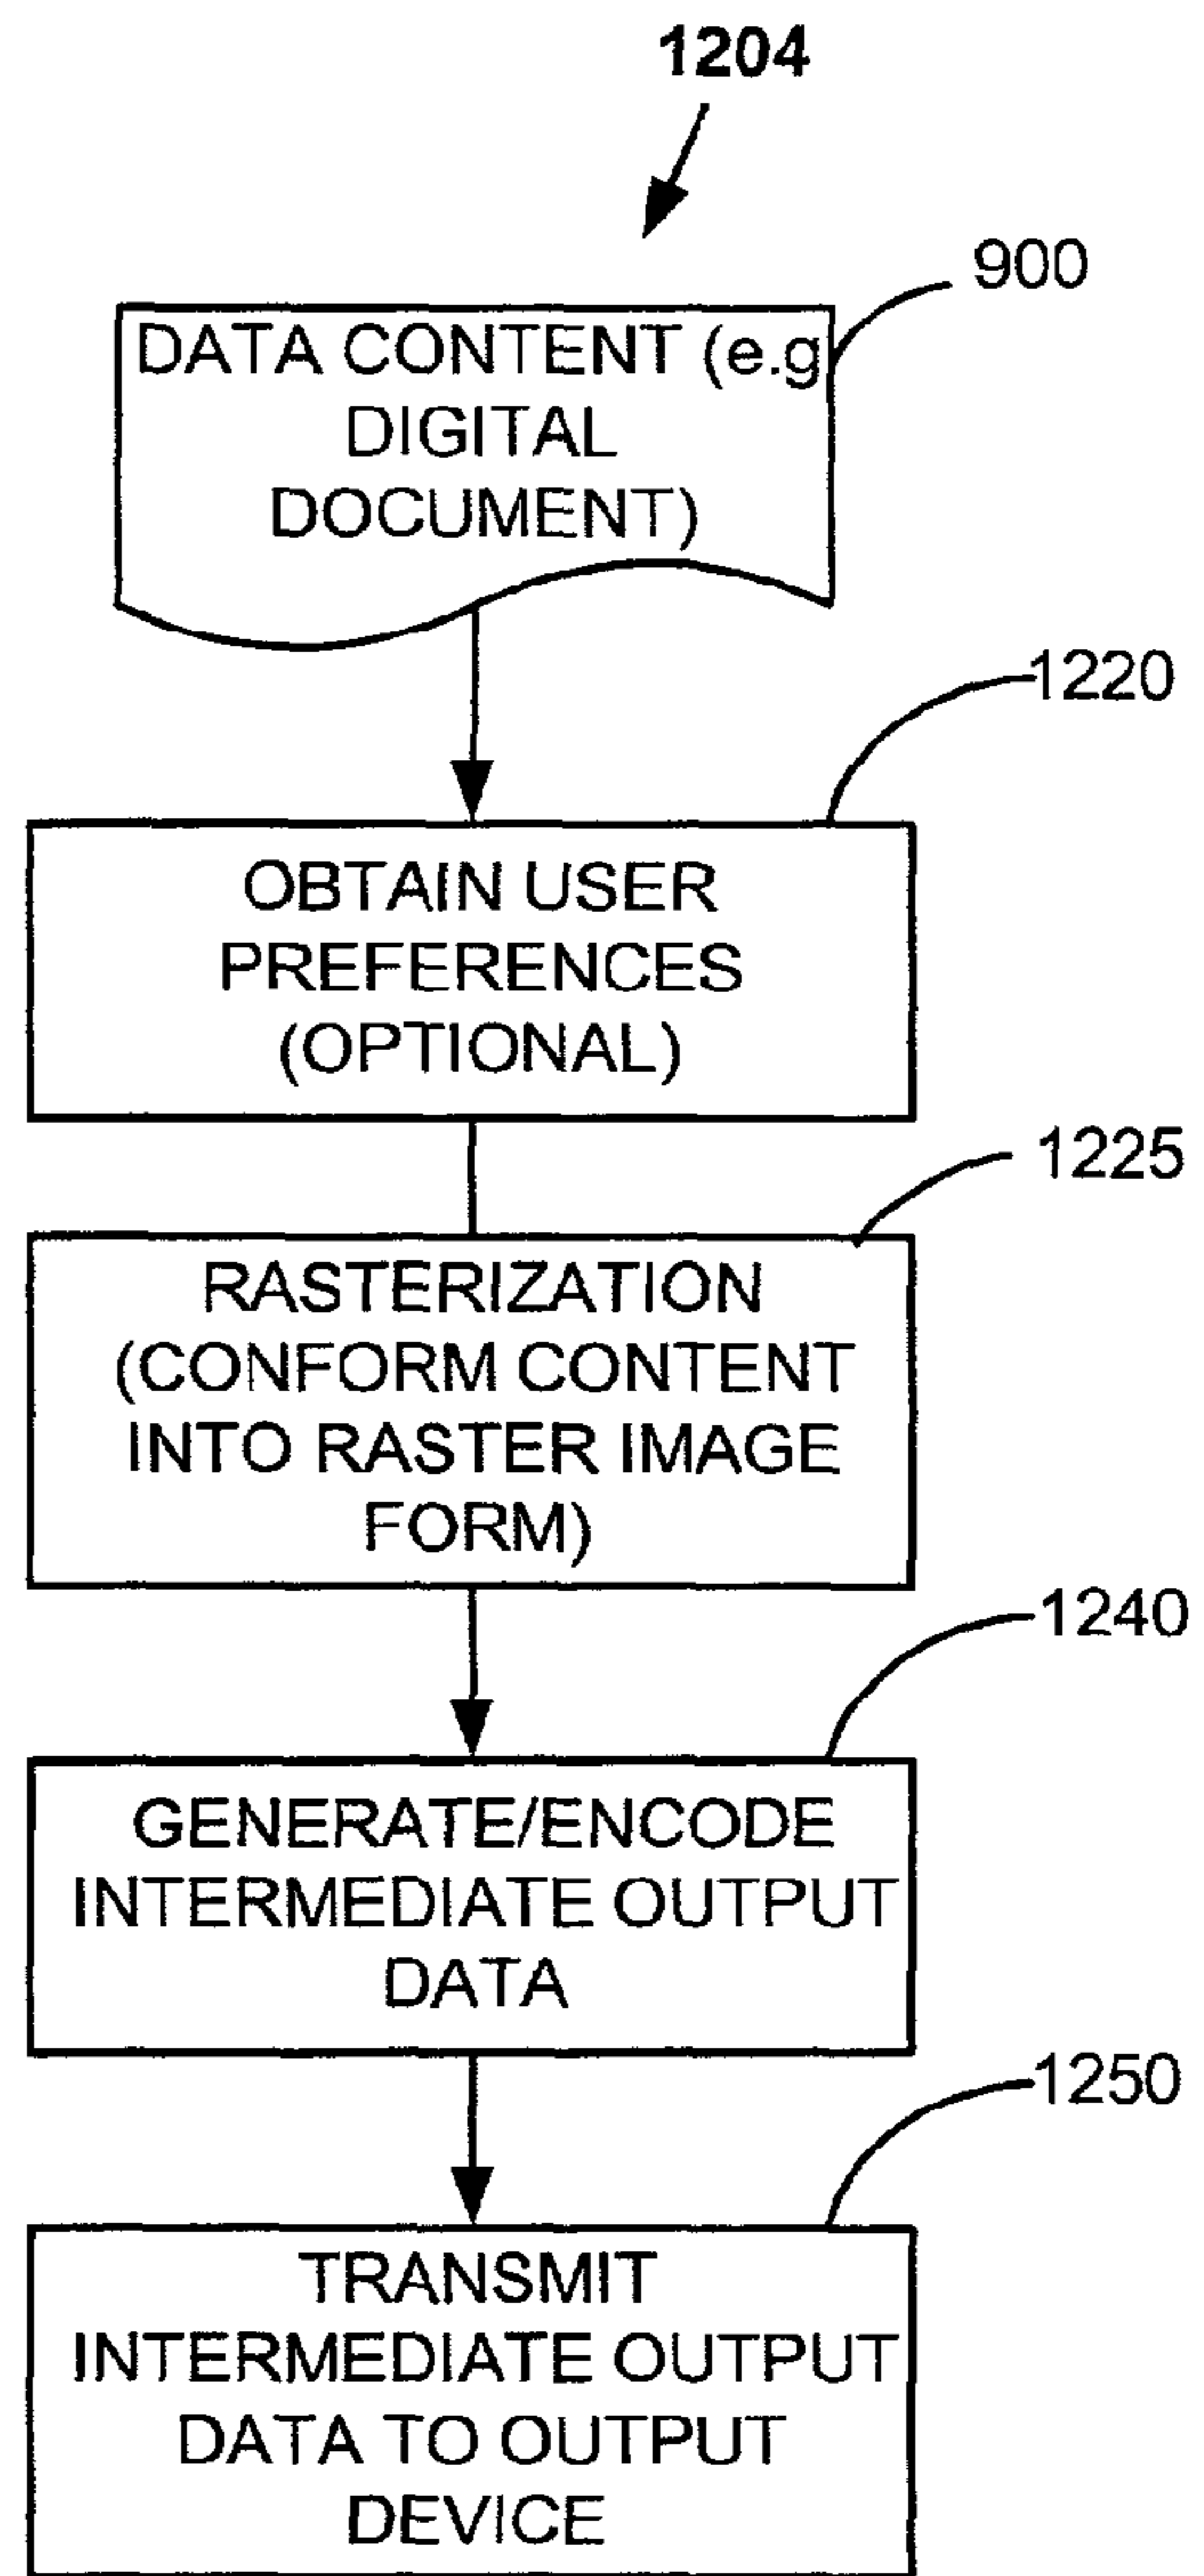 1204
900
DATA CONTENT (e.g
DIGITAL
DOCUMENT)
1220
OBTAIN USER
PREFERENCES
(OPTIONAL)
1225
RASTERIZATION
(CONFORM CONTENT
INTO RASTER IMAGE
FORM)
1240
GENERATE/ENCODE
INTERMEDIATE OUTPUT
DATA
1250
TRANSMIT
INTERMEDIATE OUTPUT
DATA TO OUTPUT
DEVICE